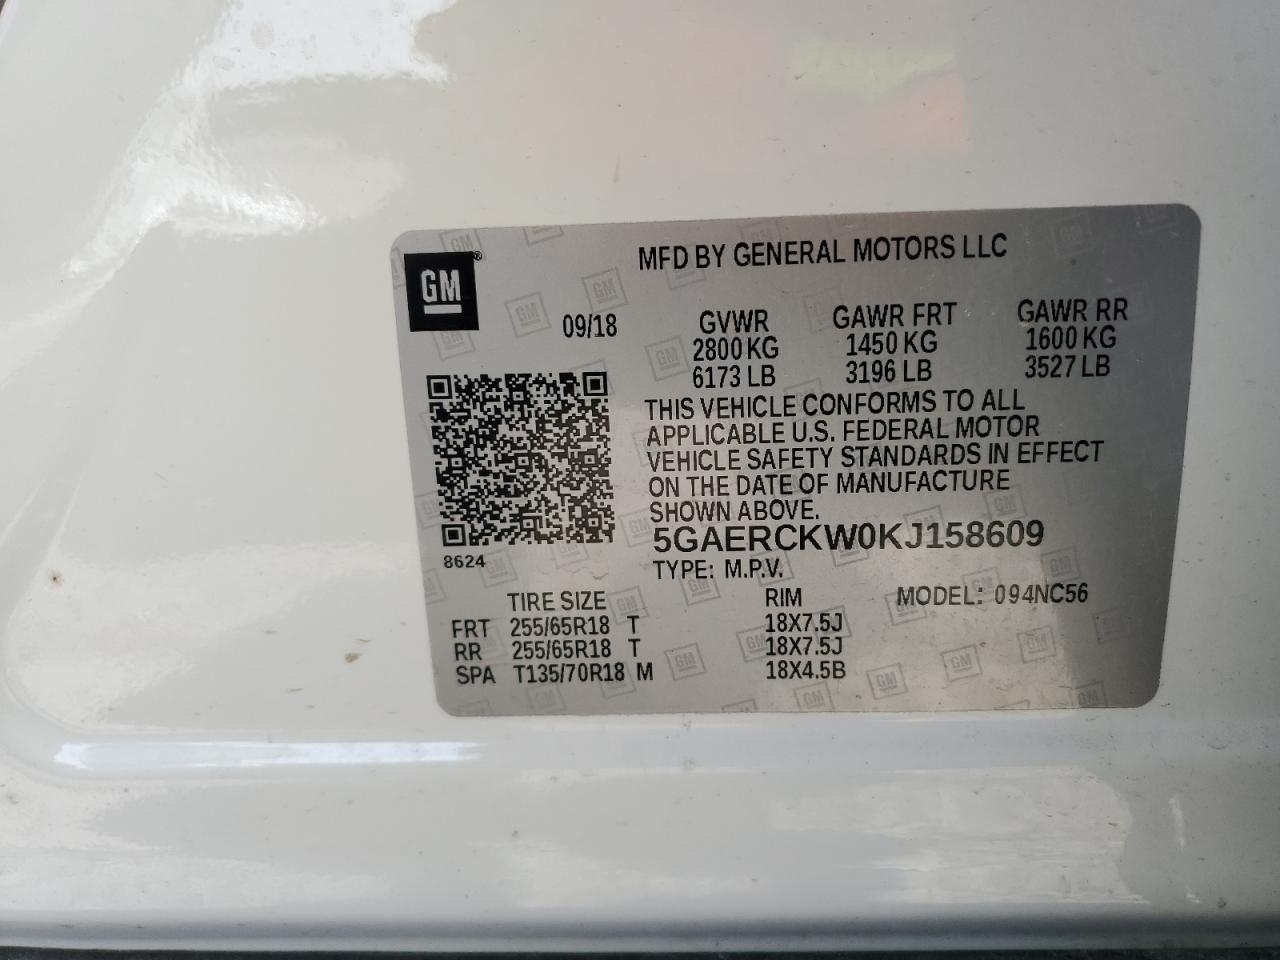 GM
MFD BY GENERAL MOTORS LLC
09/18
GVWR GAWR FRT GAWR RR
2800 KG 1450 KG 1600 KG
6173 LB 3196 LB 3527 LB
THIS VEHICLE CONFORMS TO ALL
APPLICABLE U.S. FEDERAL MOTOR
VEHICLE SAFETY STANDARDS IN EFFECT
ON THE DATE OF MANUFACTURE
SHOWN ABOVE.
5GAERCKW0KJ158609
8624
TYPE: M.P.V.
MODEL: 094NC56
TIRE SIZE RIM
FRT 255/65R18 T 18X7.5J
RR 255/65R18 T 18X7.5J
SPA T135/70R18 M 18X4.5B